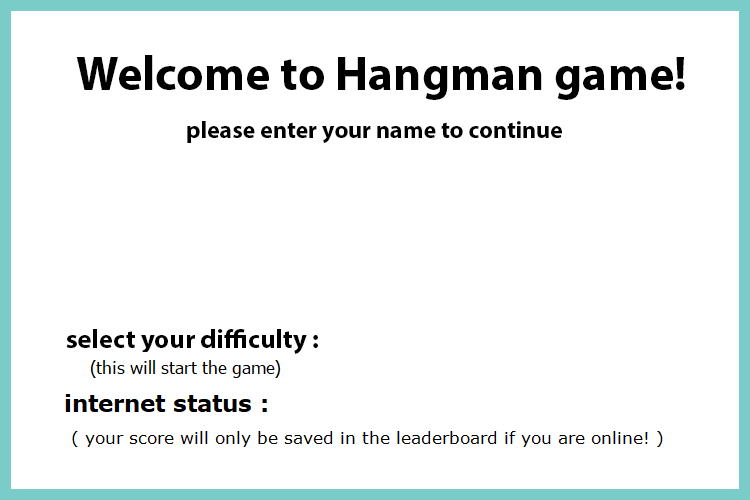 Welcome to Hangman game!
please enter your name to continue
select your difficulty :
(this will start the game)
internet status :
( your score will only be saved in the leaderboard if you are online! )